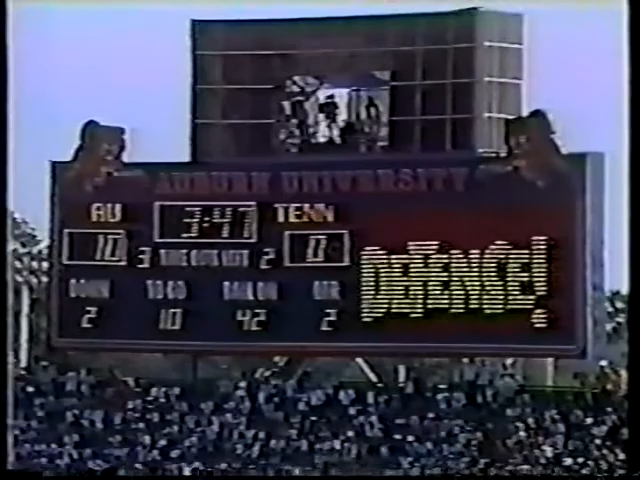 AUBURN UNIVERSITY
AU 3:47 TENN
10 3 TIME OUTS LEFT 2 0
DOWN TO GO BALL ON QTR
2 10 42 2
DEFENCE!